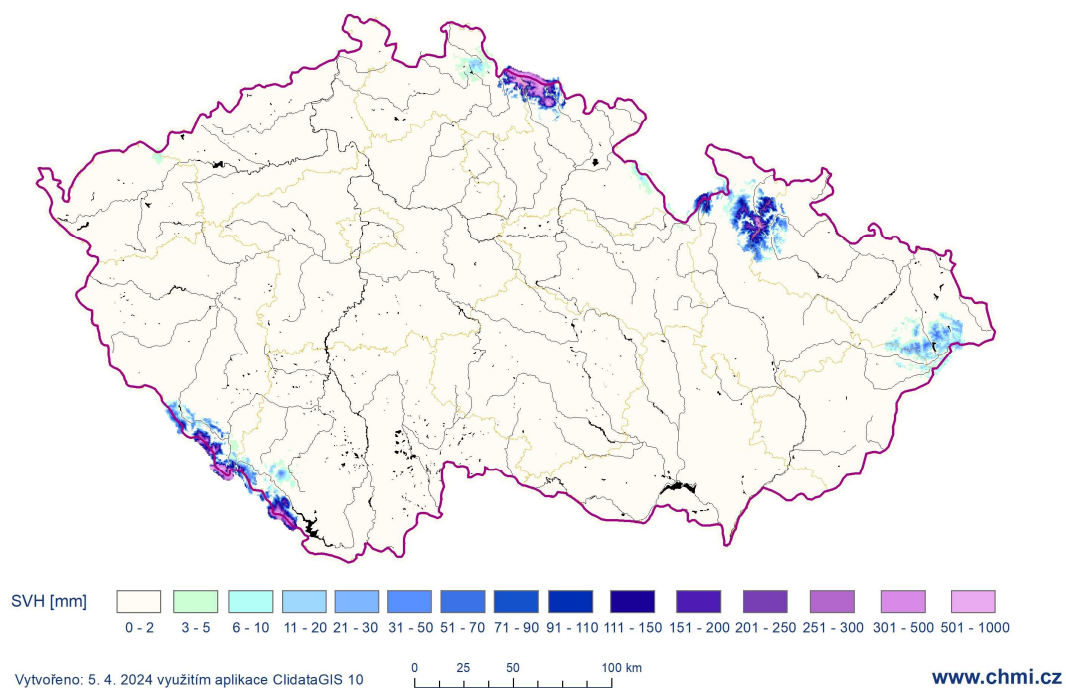 SVH [mm]
0 - 2 3 - 5 6 - 10 11 - 20 21 - 30 31 - 50 51 - 70 71 - 90 91 - 110 111 - 150 151 - 200 201 - 250 251 - 300 301 - 500 501 - 1000
0 25 50 100 km
Vytvořeno: 5. 4. 2024 využitím aplikace ClidataGIS 10
www.chmi.cz